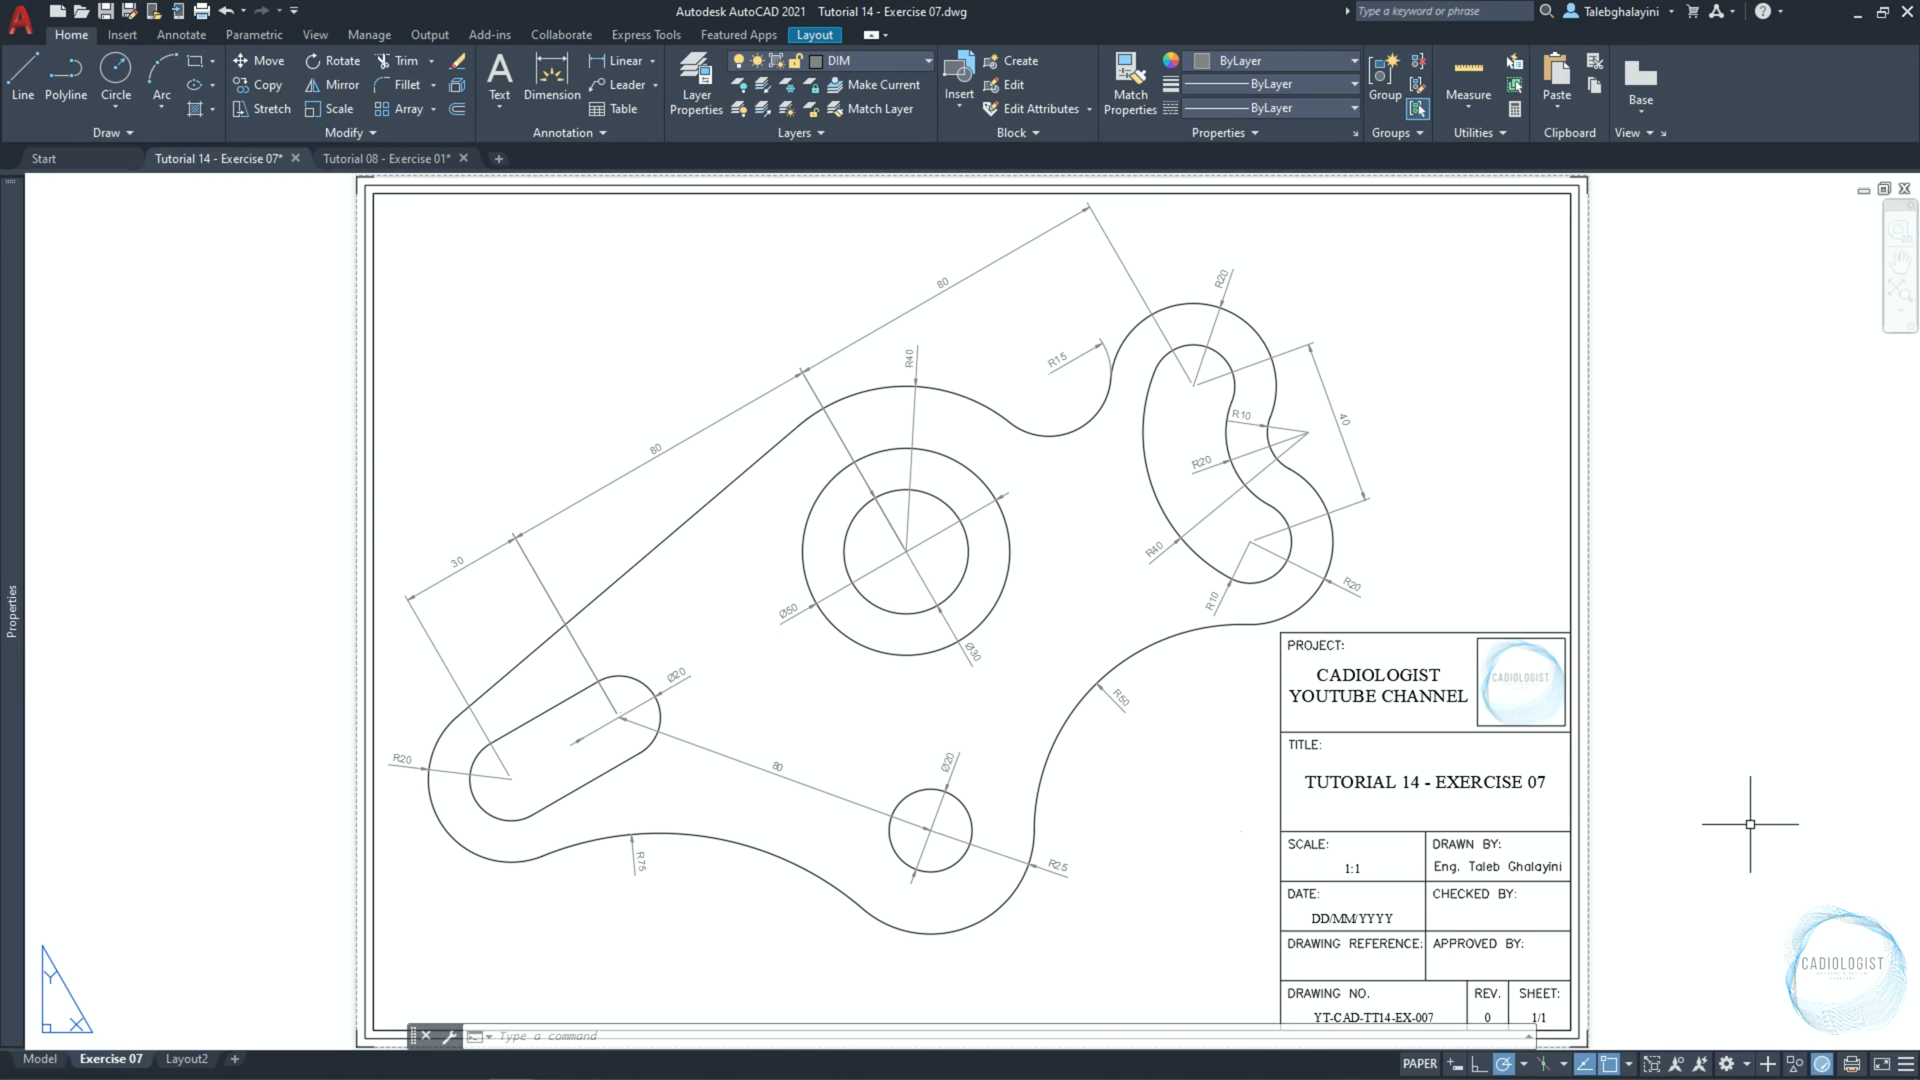 Autodesk AutoCAD 2021 Tutorial 14 - Exercise 07.dwg
Type a keyword or phrase
Talebghalayini
Home Insert Annotate Parametric View Manage Output Add-ins Collaborate Express Tools Featured Apps Layout
Line Polyline Circle Arc
Move Rotate Trim
Copy Mirror Fillet
Stretch Scale Array
Text Dimension
Linear
Leader
Table
Layer Properties
DIM
Make Current
Match Layer
Insert
Create
Edit
Edit Attributes
Match Properties
ByLayer
ByLayer
ByLayer
Group
Measure
Paste
Base
Draw Modify Annotation Layers Block Properties Groups Utilities Clipboard View
Start Tutorial 14 - Exercise 07* Tutorial 08 - Exercise 01*
Properties
80
R20
R40
R15
40
R10
80
R20
30
R40
R20
R10
Ø50
Ø30
Ø20
R50
R20
80
Ø20
R75
R25
PROJECT:
CADIOLOGIST
YOUTUBE CHANNEL
CADIOLOGIST
TITLE:
TUTORIAL 14 - EXERCISE 07
SCALE:
1:1
DRAWN BY:
Eng. Taleb Ghalayini
DATE:
DD/MM/YYYY
CHECKED BY:
DRAWING REFERENCE:
APPROVED BY:
DRAWING NO.
YT-CAD-TT14-EX-007
REV.
0
SHEET:
1/1
CADIOLOGIST
Y
X
Type a command
Model Exercise 07 Layout2
PAPER